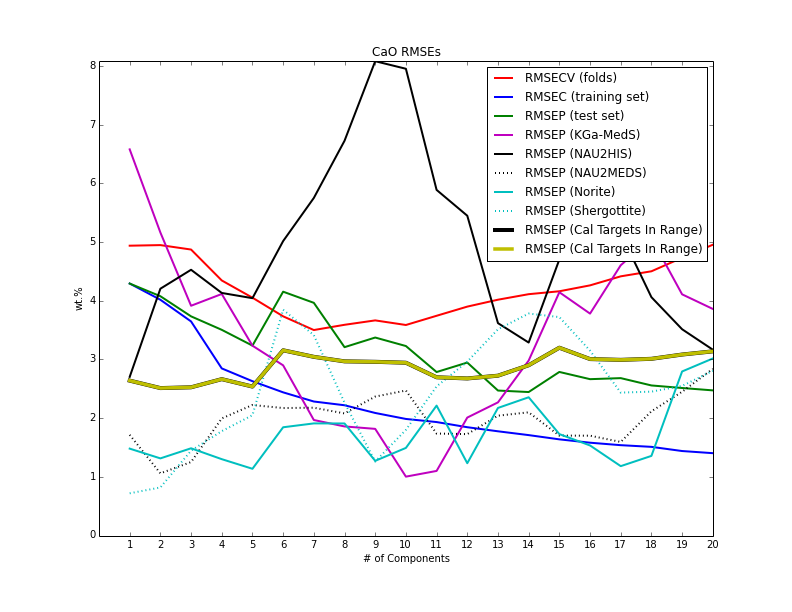 CaO RMSEs
8
7
6
5
4
3
2
1
0
wt.%
RMSECV (folds)
RMSEC (training set)
RMSEP (test set)
RMSEP (KGa-MedS)
RMSEP (NAU2HIS)
RMSEP (NAU2MEDS)
RMSEP (Norite)
RMSEP (Shergottite)
RMSEP (Cal Targets In Range)
RMSEP (Cal Targets In Range)
1 2 3 4 5 6 7 8 9 10 11 12 13 14 15 16 17 18 19 20
# of Components